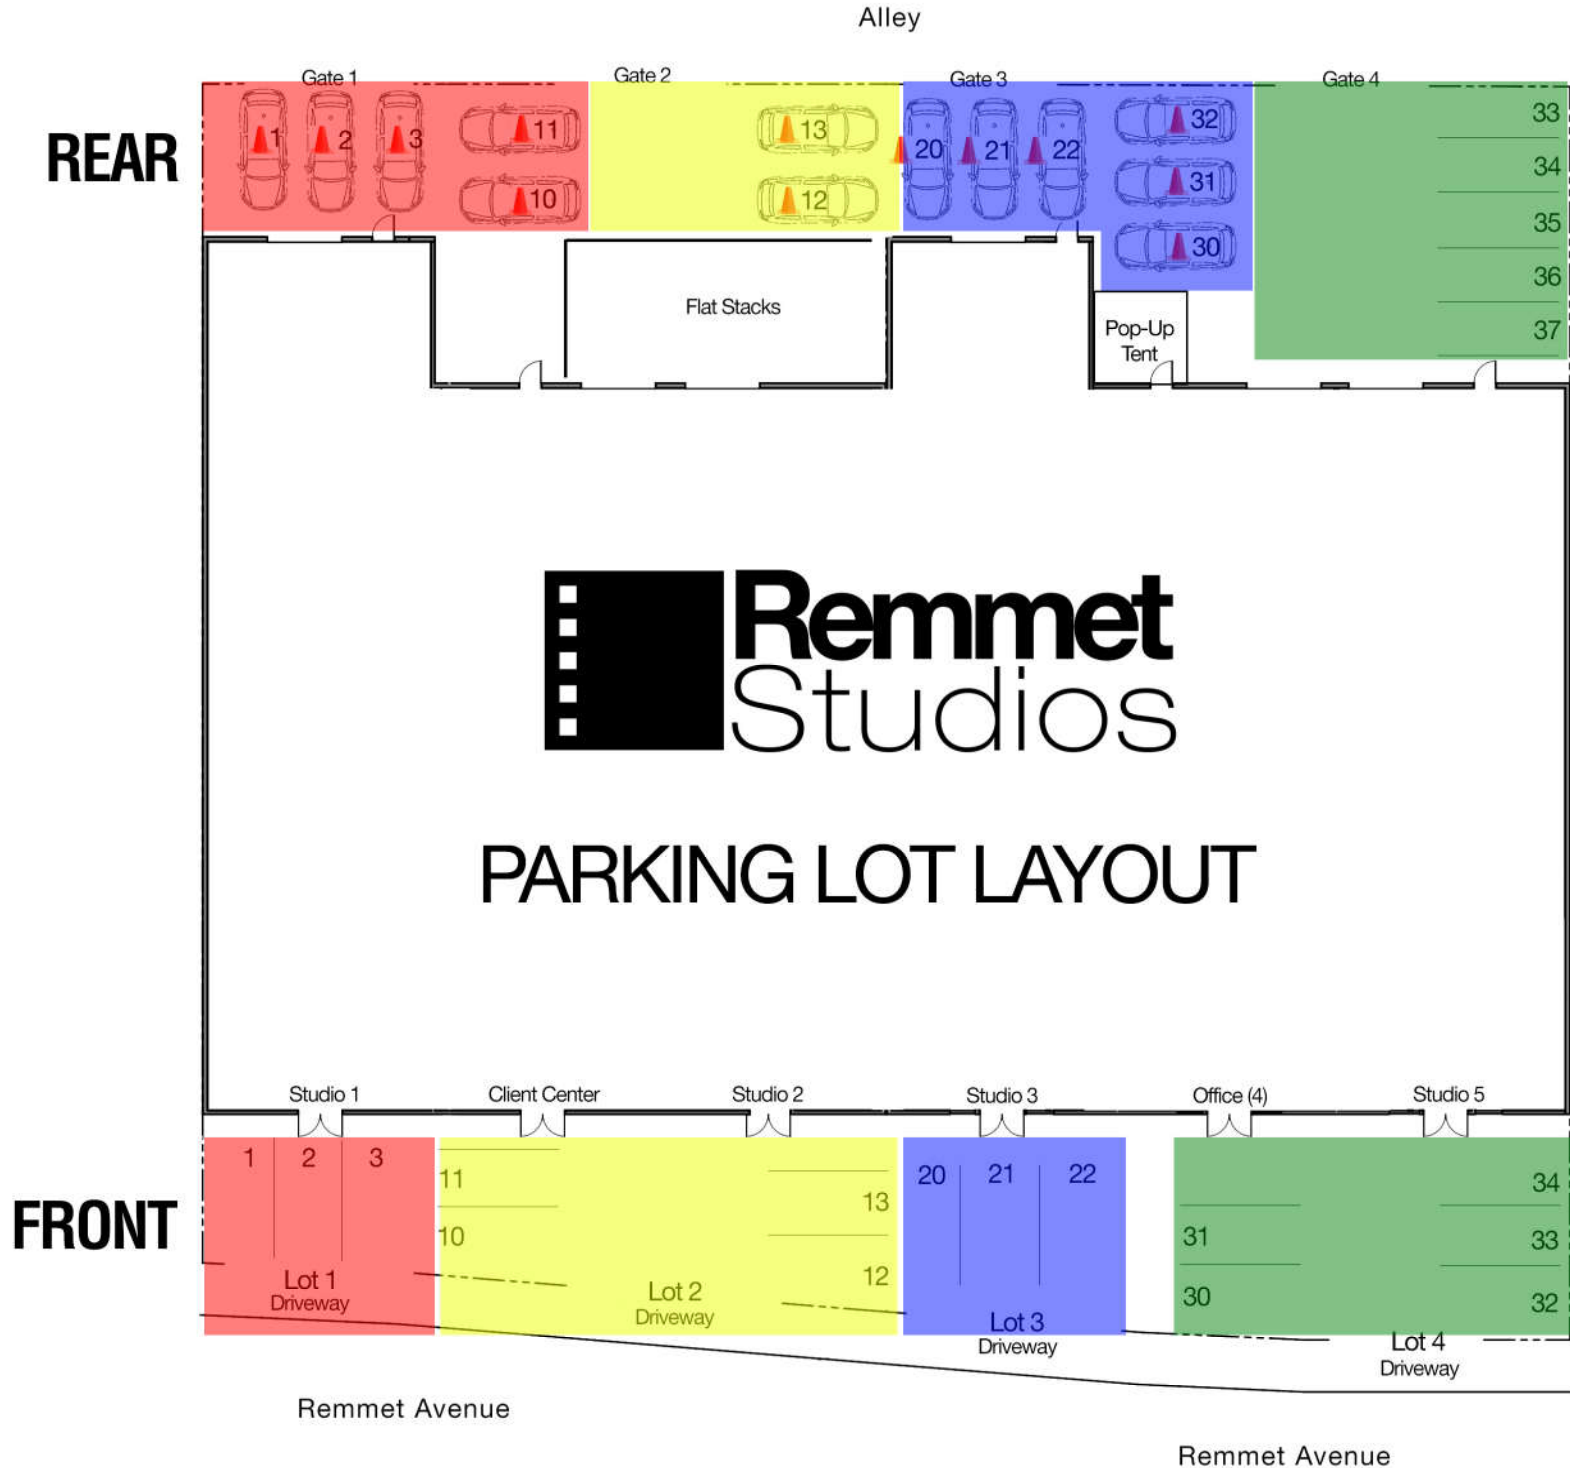 Alley
Gate 1
Gate 2
Gate 3
Gate 4
REAR
1
2
3
11
10
13
12
20
21
22
32
31
30
33
34
35
36
37
Flat Stacks
Pop-Up
Tent
Remmet
Studios
PARKING LOT LAYOUT
Studio 1
Client Center
Studio 2
Studio 3
Office (4)
Studio 5
FRONT
1
2
3
11
10
13
12
20
21
22
31
30
34
33
32
Lot 1
Driveway
Lot 2
Driveway
Lot 3
Driveway
Lot 4
Driveway
Remmet Avenue
Remmet Avenue